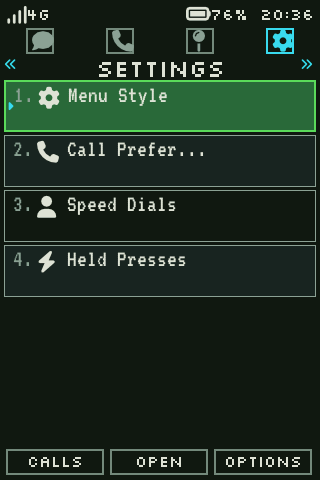 4G 76% 20:36
« SETTINGS »
1. Menu Style
2. Call Prefer...
3. Speed Dials
4. Held Presses
CALLS OPEN OPTIONS